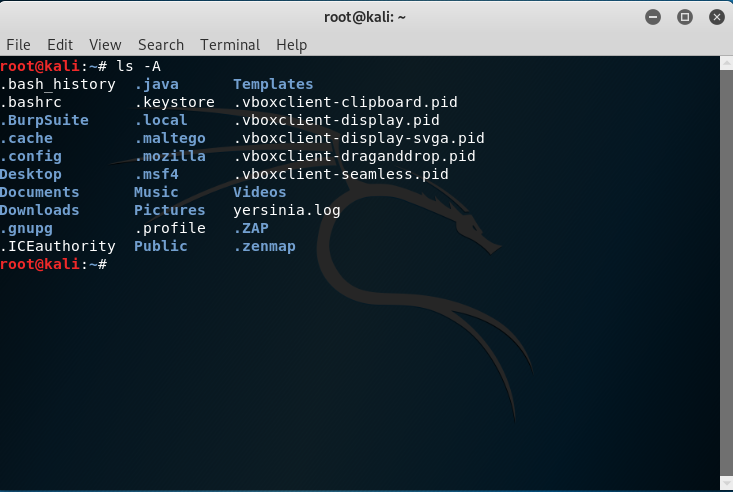 root@kali: ~
File Edit View Search Terminal Help
root@kali:~# ls -A
.bash_history .java Templates
.bashrc .keystore .vboxclient-clipboard.pid
.BurpSuite .local .vboxclient-display.pid
.cache .maltego .vboxclient-display-svga.pid
.config .mozilla .vboxclient-draganddrop.pid
Desktop .msf4 .vboxclient-seamless.pid
Documents Music Videos
Downloads Pictures yersinia.log
.gnupg .profile .ZAP
.ICEauthority Public .zenmap
root@kali:~#